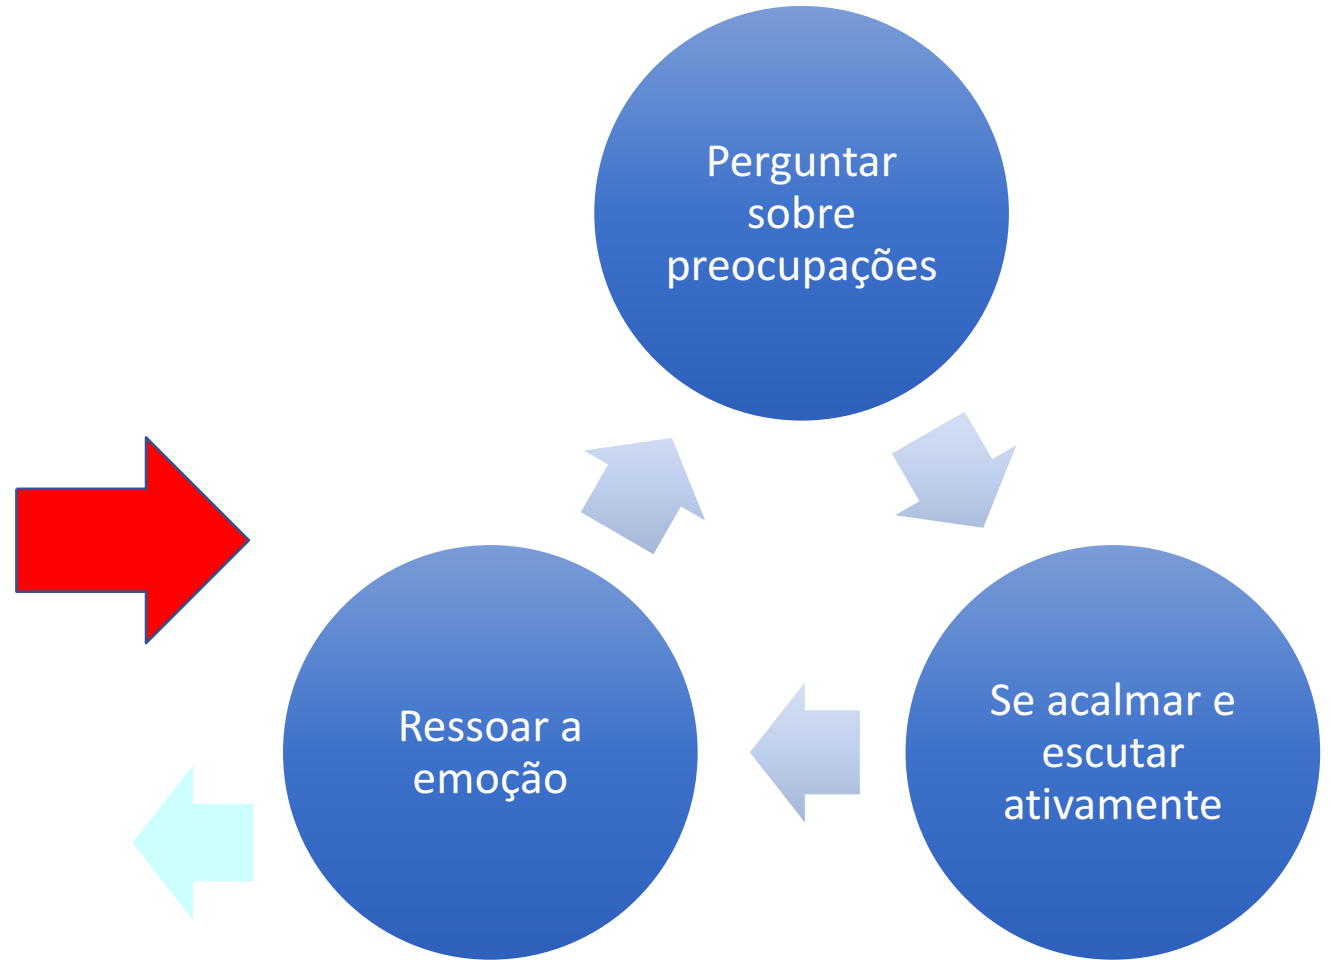 Perguntar
sobre
preocupações
Se acalmar e
escutar
ativamente
Ressoar a
emoção